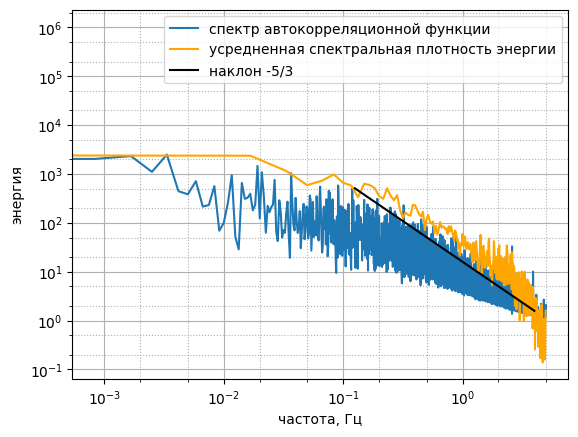 спектр автокорреляционной функции
усредненная спектральная плотность энергии
наклон -5/3
10⁶
10⁵
10⁴
10³
10²
10¹
10⁰
10⁻¹
энергия
10⁻³
10⁻²
10⁻¹
10⁰
частота, Гц